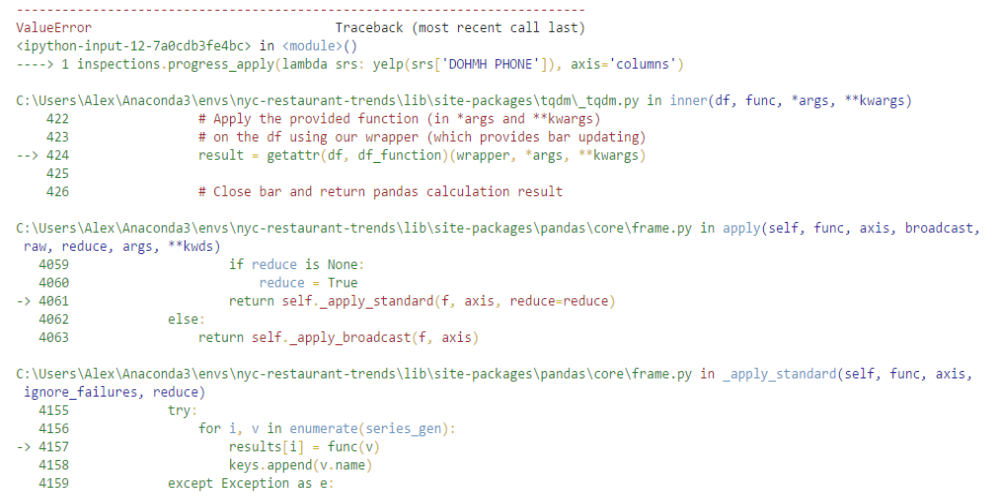 ---------------------------------------------------------------------------
ValueError                                Traceback (most recent call last)
<ipython-input-12-7a0cdb3fe4bc> in <module>()
----> 1 inspections.progress_apply(lambda srs: yelp(srs['DOHMH PHONE']), axis='columns')

C:\Users\Alex\Anaconda3\envs\nyc-restaurant-trends\lib\site-packages\tqdm\_tqdm.py in inner(df, func, *args, **kwargs)
    422                 # Apply the provided function (in *args and **kwargs)
    423                 # on the df using our wrapper (which provides bar updating)
--> 424                 result = getattr(df, df_function)(wrapper, *args, **kwargs)
    425
    426                 # Close bar and return pandas calculation result

C:\Users\Alex\Anaconda3\envs\nyc-restaurant-trends\lib\site-packages\pandas\core\frame.py in apply(self, func, axis, broadcast,
 raw, reduce, args, **kwds)
   4059                     if reduce is None:
   4060                         reduce = True
-> 4061                     return self._apply_standard(f, axis, reduce=reduce)
   4062             else:
   4063                 return self._apply_broadcast(f, axis)

C:\Users\Alex\Anaconda3\envs\nyc-restaurant-trends\lib\site-packages\pandas\core\frame.py in _apply_standard(self, func, axis,
 ignore_failures, reduce)
   4155             try:
   4156                 for i, v in enumerate(series_gen):
-> 4157                     results[i] = func(v)
   4158                     keys.append(v.name)
   4159             except Exception as e: